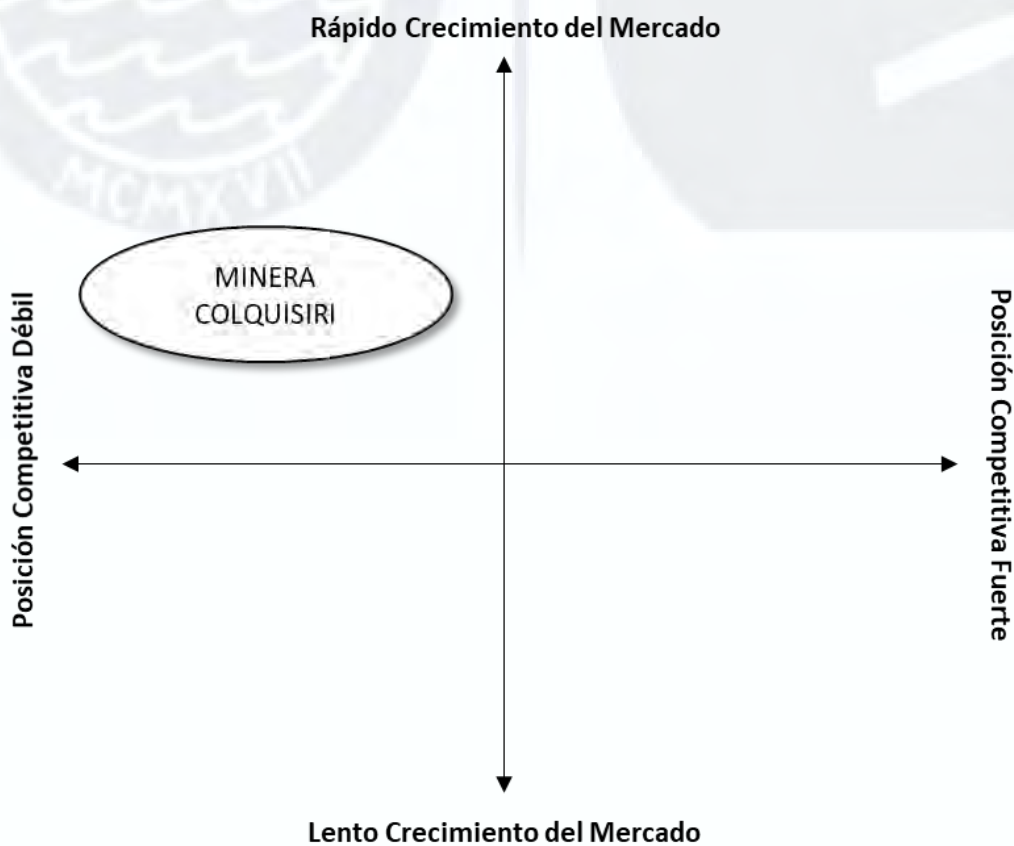 Rápido Crecimiento del Mercado
MCMXVII
MINERA
COLQUISIRI
Posición Competitiva Débil
Posición Competitiva Fuerte
Lento Crecimiento del Mercado